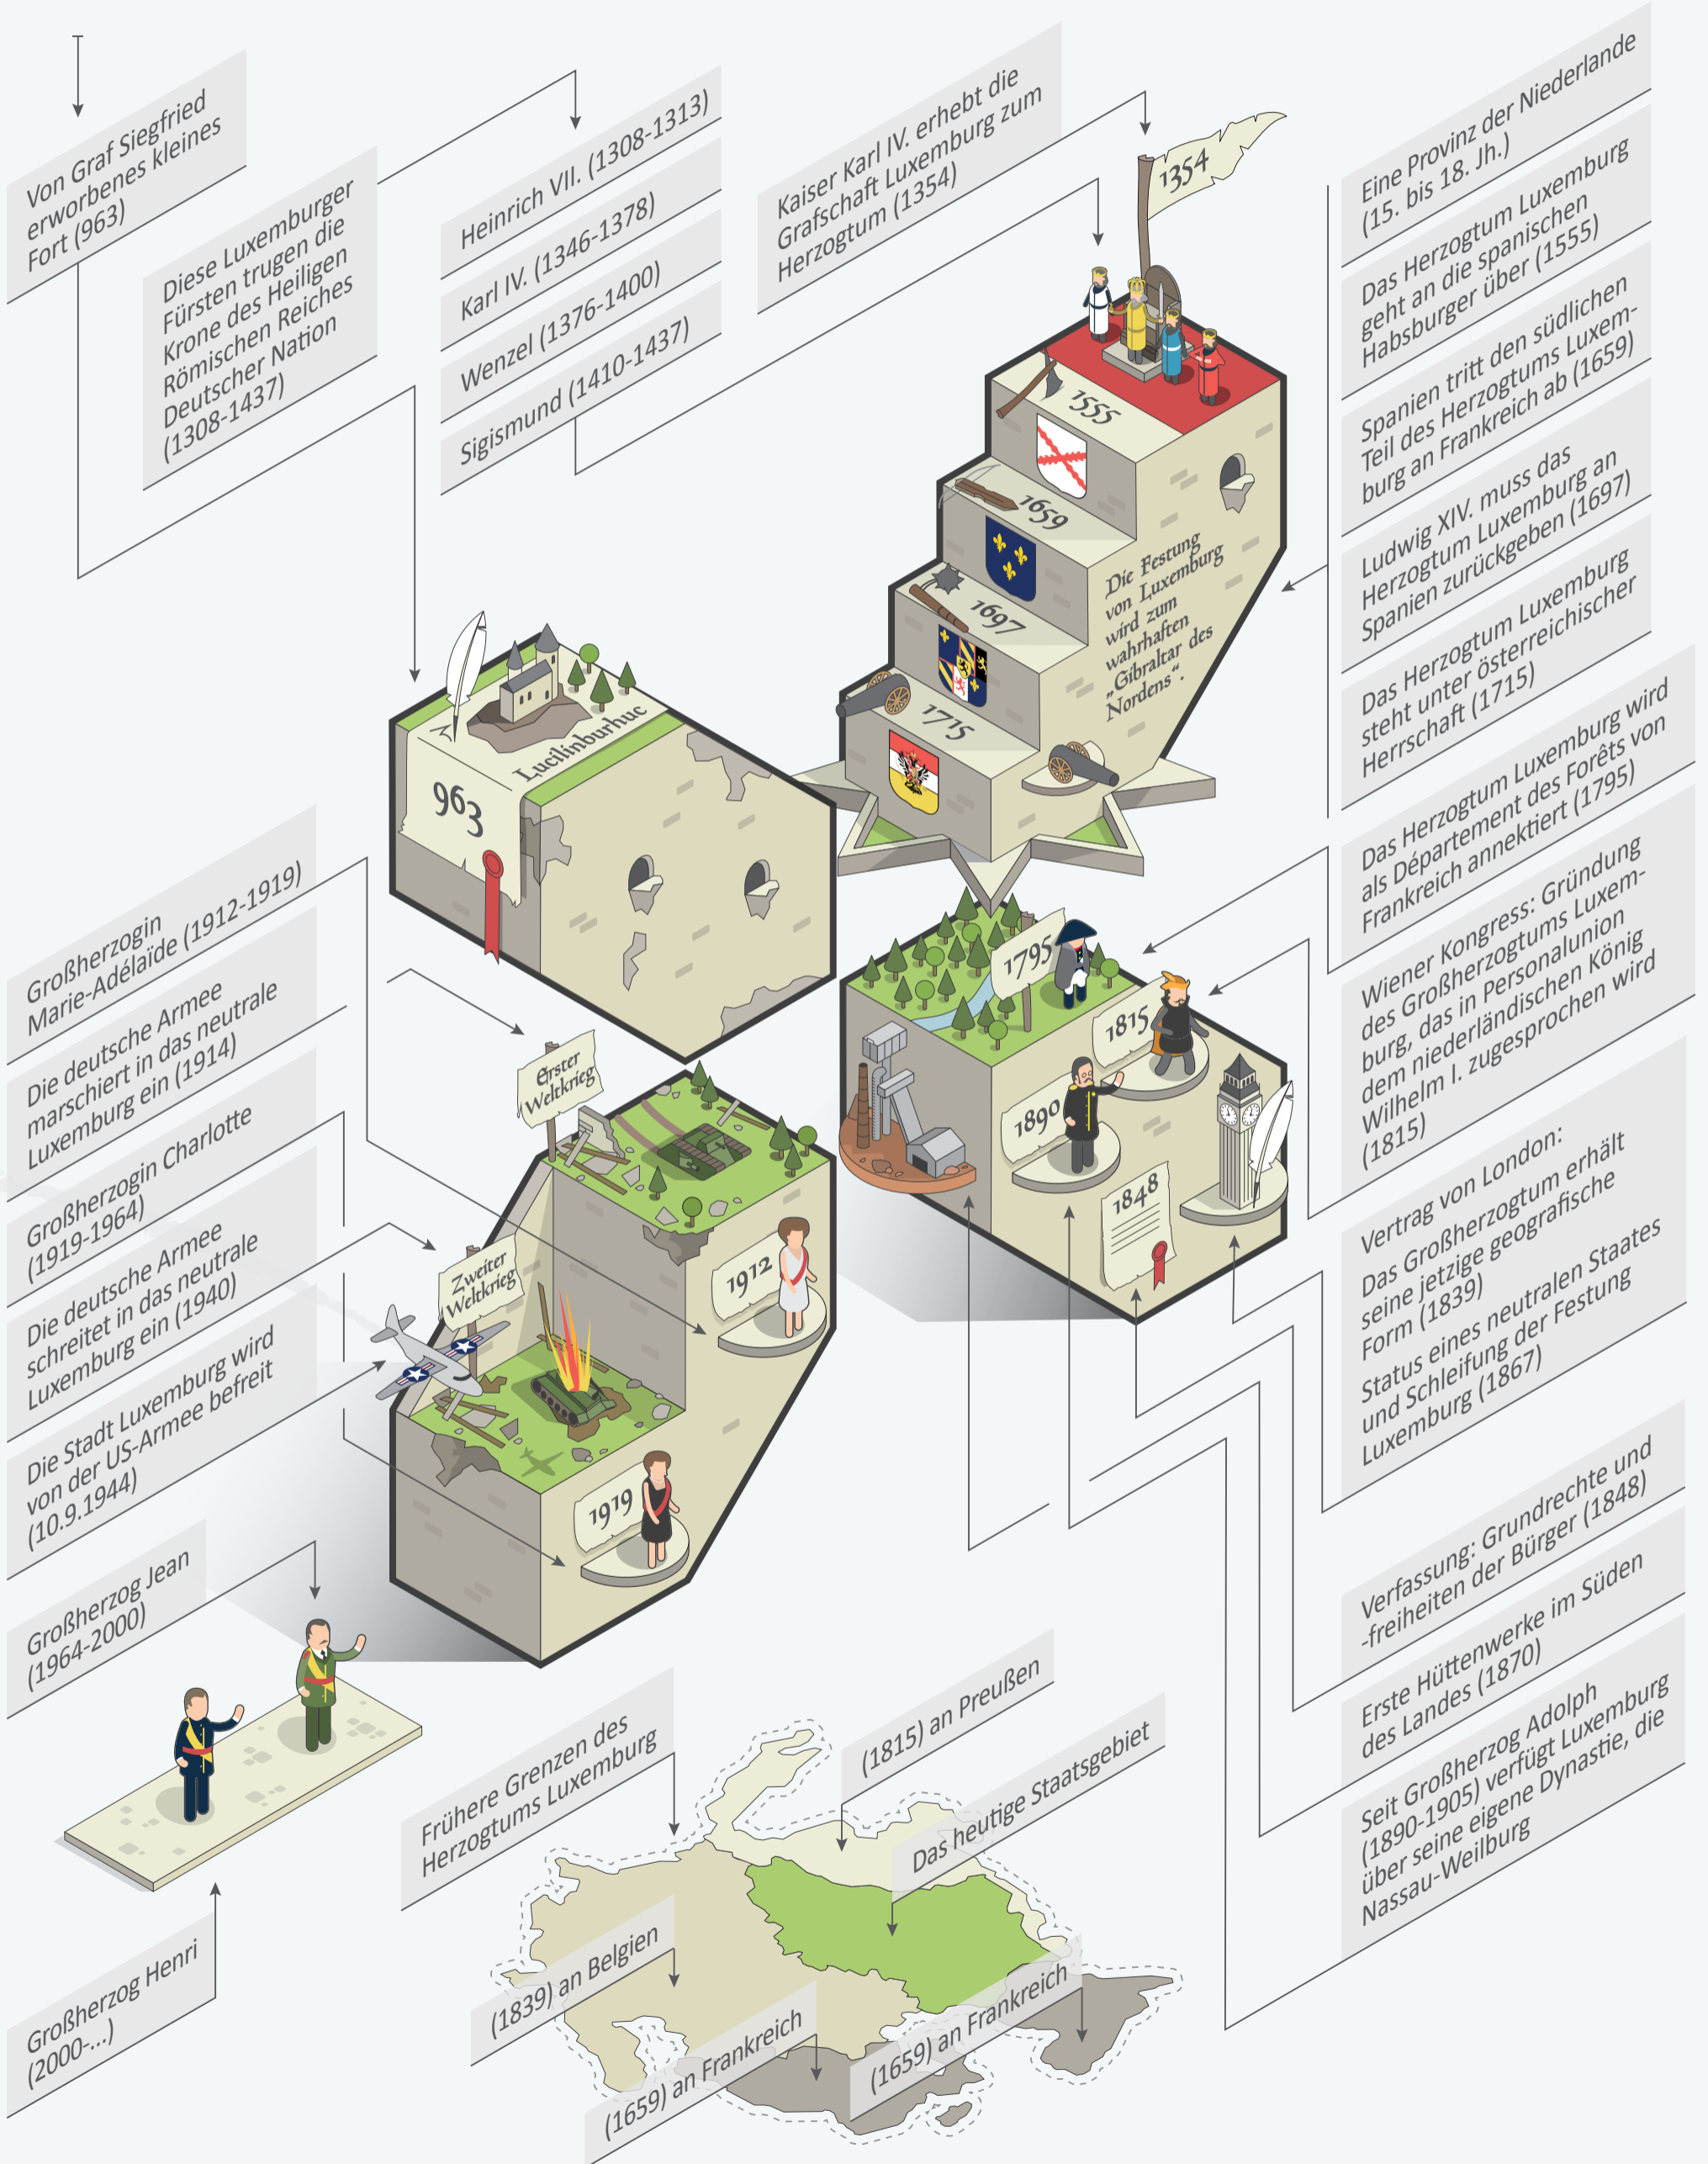 Von Graf Siegfried
erworbenes kleines
Fort (963)
Diese Luxemburger
Fürsten trugen die
Krone des Heiligen
Römischen Reiches
Deutscher Nation
(1308-1437)
Heinrich VII. (1308-1313)
Karl IV. (1346-1378)
Wenzel (1376-1400)
Sigismund (1410-1437)
Kaiser Karl IV. erhebt die
Grafschaft Luxemburg zum
Herzogtum (1354)
1354
1555
1659
1697
1715
Die Festung
von Luxemburg
wird zum
wahrhaften
„Gibraltar des
Nordens“.
Eine Provinz der Niederlande
(15. bis 18. Jh.)
Das Herzogtum Luxemburg
geht an die spanischen
Habsburger über (1555)
Spanien tritt den südlichen
Teil des Herzogtums Luxem-
burg an Frankreich ab (1659)
Ludwig XIV. muss das
Herzogtum Luxemburg an
Spanien zurückgeben (1697)
Das Herzogtum Luxemburg
steht unter österreichischer
Herrschaft (1715)
Das Herzogtum Luxemburg wird
als Département des Forêts von
Frankreich annektiert (1795)
Wiener Kongress: Gründung
des Großherzogtums Luxem-
burg, das in Personalunion
dem niederländischen König
Wilhelm I. zugesprochen wird
(1815)
Vertrag von London:
Das Großherzogtum erhält
seine jetzige geografische
Form (1839)
Status eines neutralen Staates
und Schleifung der Festung
Luxemburg (1867)
Verfassung: Grundrechte und
-freiheiten der Bürger (1848)
Erste Hüttenwerke im Süden
des Landes (1870)
Seit Großherzog Adolph
(1890-1905) verfügt Luxemburg
über seine eigene Dynastie, die
Nassau-Weilburg
Lucilinburhuc
963
1795
1815
1890
1848
Großherzogin
Marie-Adélaïde (1912-1919)
Die deutsche Armee
marschiert in das neutrale
Luxemburg ein (1914)
Großherzogin Charlotte
(1919-1964)
Die deutsche Armee
schreitet in das neutrale
Luxemburg ein (1940)
Die Stadt Luxemburg wird
von der US-Armee befreit
(10.9.1944)
Großherzog Jean
(1964-2000)
Großherzog Henri
(2000-...)
Erster
Weltkrieg
Zweiter
Weltkrieg
1912
1919
Frühere Grenzen des
Herzogtums Luxemburg
(1815) an Preußen
Das heutige Staatsgebiet
(1839) an Belgien
(1659) an Frankreich
(1659) an Frankreich